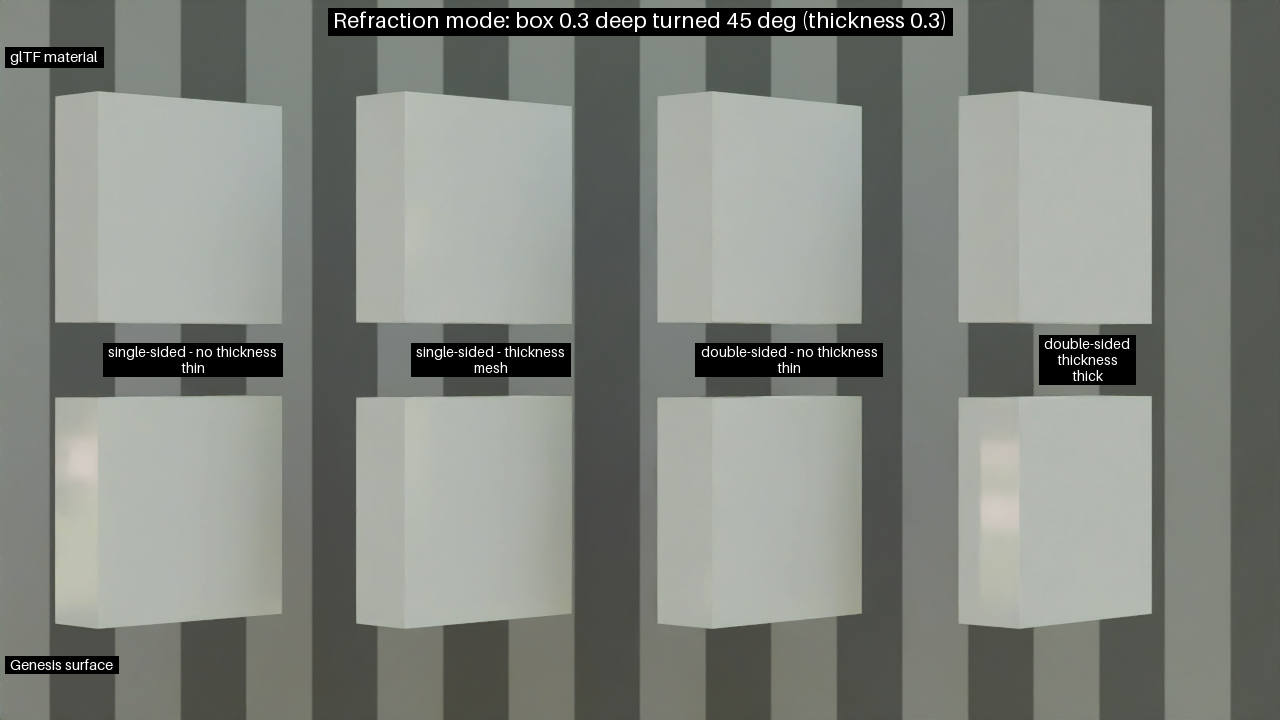 Refraction mode: box 0.3 deep turned 45 deg (thickness 0.3)
glTF material
single-sided - no thickness
thin
single-sided - thickness
mesh
double-sided - no thickness
thin
double-sided
thickness
thick
Genesis surface